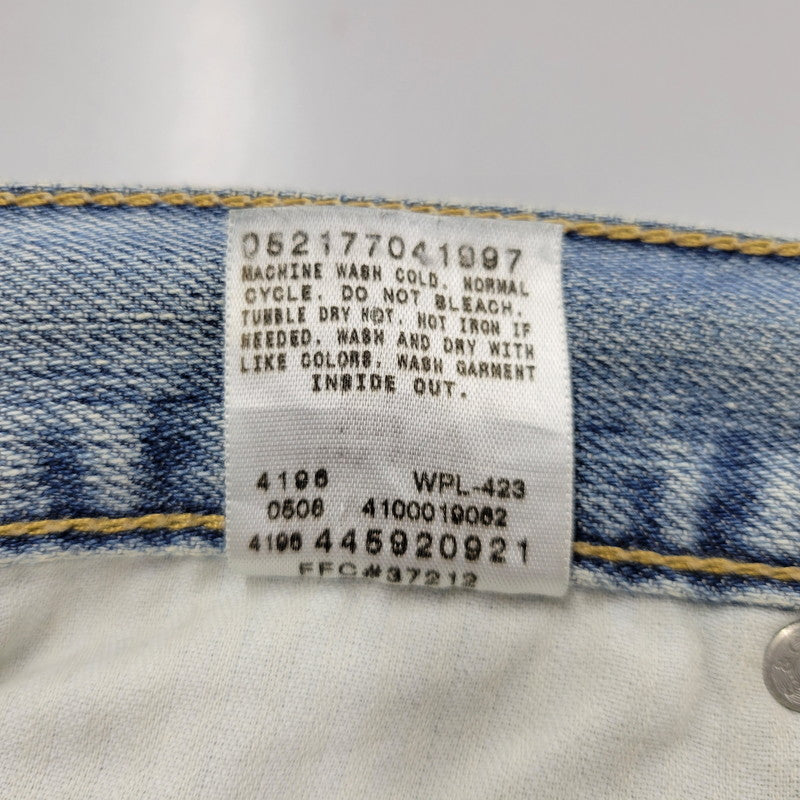 052177041997
MACHINE WASH COLD, NORMAL
CYCLE. DO NOT BLEACH.
TUMBLE DRY HOT. HOT IRON IF
NEEDED. WASH AND DRY WITH
LIKE COLORS. WASH GARMENT
INSIDE OUT.
4196 WPL-423
0506 4100019062
4196 445920921
FFC#37212